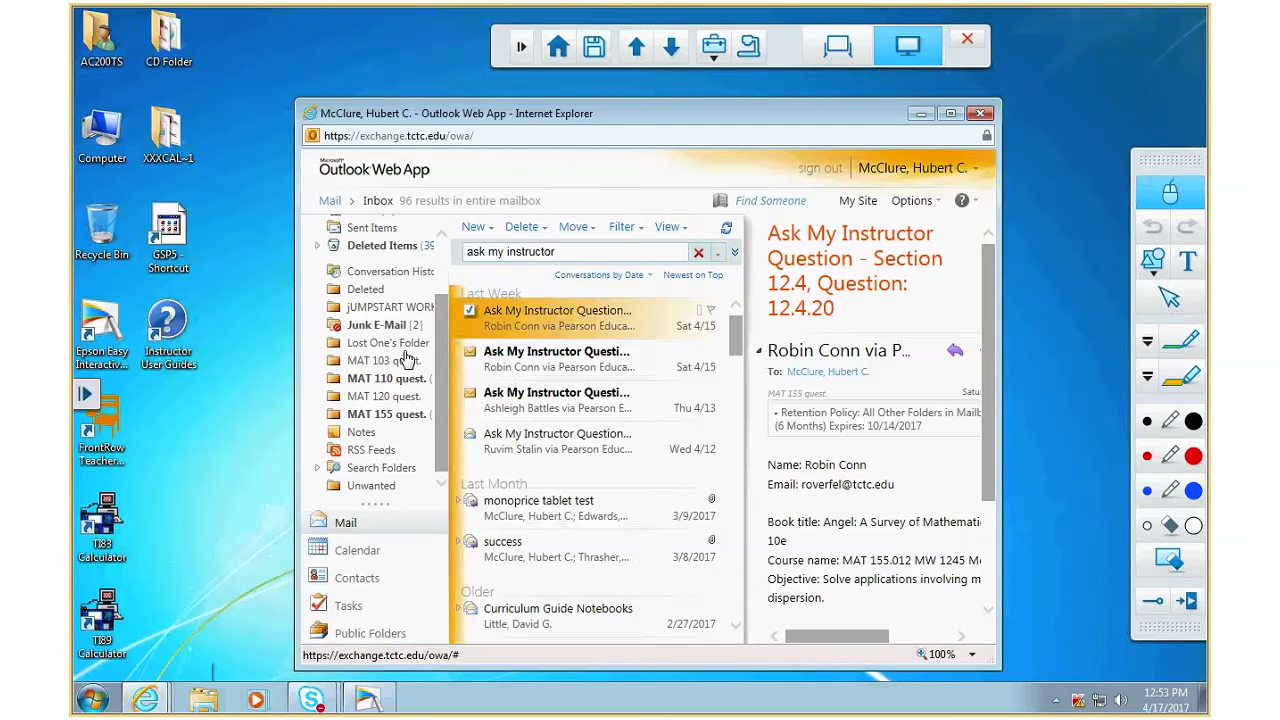 AC200TS
CD Folder
Computer
XXXCAL~1
Recycle Bin
GSP5 -
Shortcut
Epson Easy
Interactiv...
Instructor
User Guides
FrontRow
Teacher...
TI83
Calculator
TI89
Calculator
McClure, Hubert C. - Outlook Web App - Internet Explorer
https://exchange.tctc.edu/owa/
Microsoft
Outlook Web App
sign out
McClure, Hubert C.
Mail > Inbox 96 results in entire mailbox
Find Someone
My Site
Options
Sent Items
Deleted Items (39
Conversation Histo
Deleted
jUMPSTART WORK
Junk E-Mail [2]
Lost One's Folder
MAT 103 quest.
MAT 110 quest. (
MAT 120 quest.
MAT 155 quest. (
Notes
RSS Feeds
Search Folders
Unwanted
Mail
Calendar
Contacts
Tasks
Public Folders
New
Delete
Move
Filter
View
ask my instructor
Conversations by Date
Newest on Top
Last Week
Ask My Instructor Question...
Robin Conn via Pearson Educa... Sat 4/15
Ask My Instructor Questi...
Robin Conn via Pearson Educa... Sat 4/15
Ask My Instructor Questi...
Ashleigh Battles via Pearson E... Thu 4/13
Ask My Instructor Question...
Ruvim Stalin via Pearson Educ... Wed 4/12
Last Month
monoprice tablet test
McClure, Hubert C.; Edwards,... 3/9/2017
success
McClure, Hubert C.; Thrasher,... 3/8/2017
Older
Curriculum Guide Notebooks
Little, David G. 2/27/2017
Ask My Instructor
Question - Section
12.4, Question:
12.4.20
Robin Conn via P...
To: McClure, Hubert C.
MAT 155 quest.
Satu
• Retention Policy: All Other Folders in Mailb
(6 Months) Expires: 10/14/2017
Name: Robin Conn
Email: roverfel@tctc.edu
Book title: Angel: A Survey of Mathemati
10e
Course name: MAT 155.012 MW 1245 M
Objective: Solve applications involving m
dispersion.
https://exchange.tctc.edu/owa/#
100%
T
12:53 PM
4/17/2017